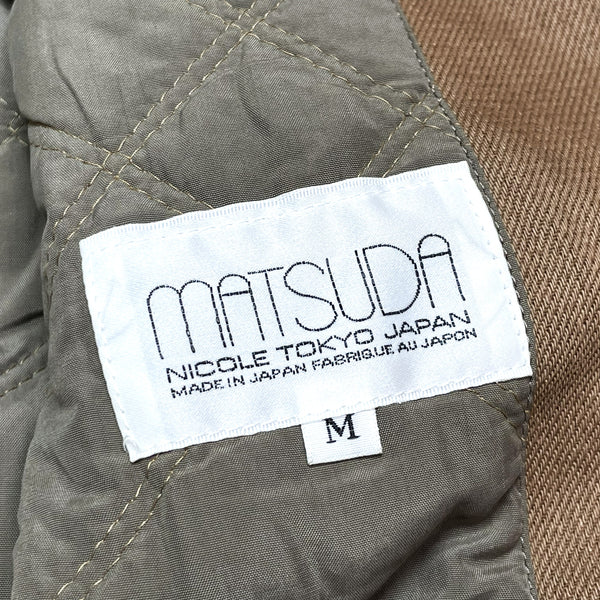 MATSUDA
NICOLE TOKYO JAPAN
MADE IN JAPAN FABRIQUE AU JAPON
M